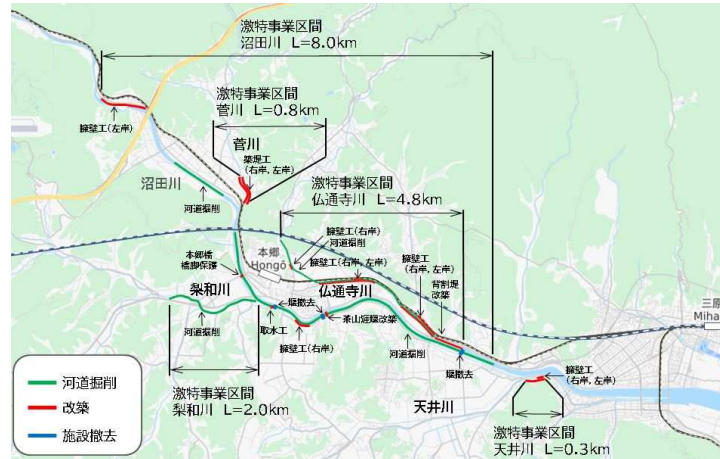 激特事業区間
沼田川 L=8.0km
激特事業区間
菅川 L=0.8km
擁壁工(左岸)
菅川
築堤工
(右岸,左岸)
激特事業区間
仏通寺川 L=4.8km
沼田川
河道掘削
擁壁工(右岸)
河道掘削
本郷
Hongō
擁壁工(右岸,左岸)
擁壁工
(右岸,左岸)
本郷橋
橋脚保護
背割堤
改築
梨和川
仏通寺川
堰撤去
茶山堰堰改築
取水工
擁壁工(右岸)
河道掘削
河道掘削
堰撤去
三原
Miha
擁壁工
(右岸,左岸)
激特事業区間
梨和川 L=2.0km
天井川
激特事業区間
天井川 L=0.3km
河道掘削
改築
施設撤去